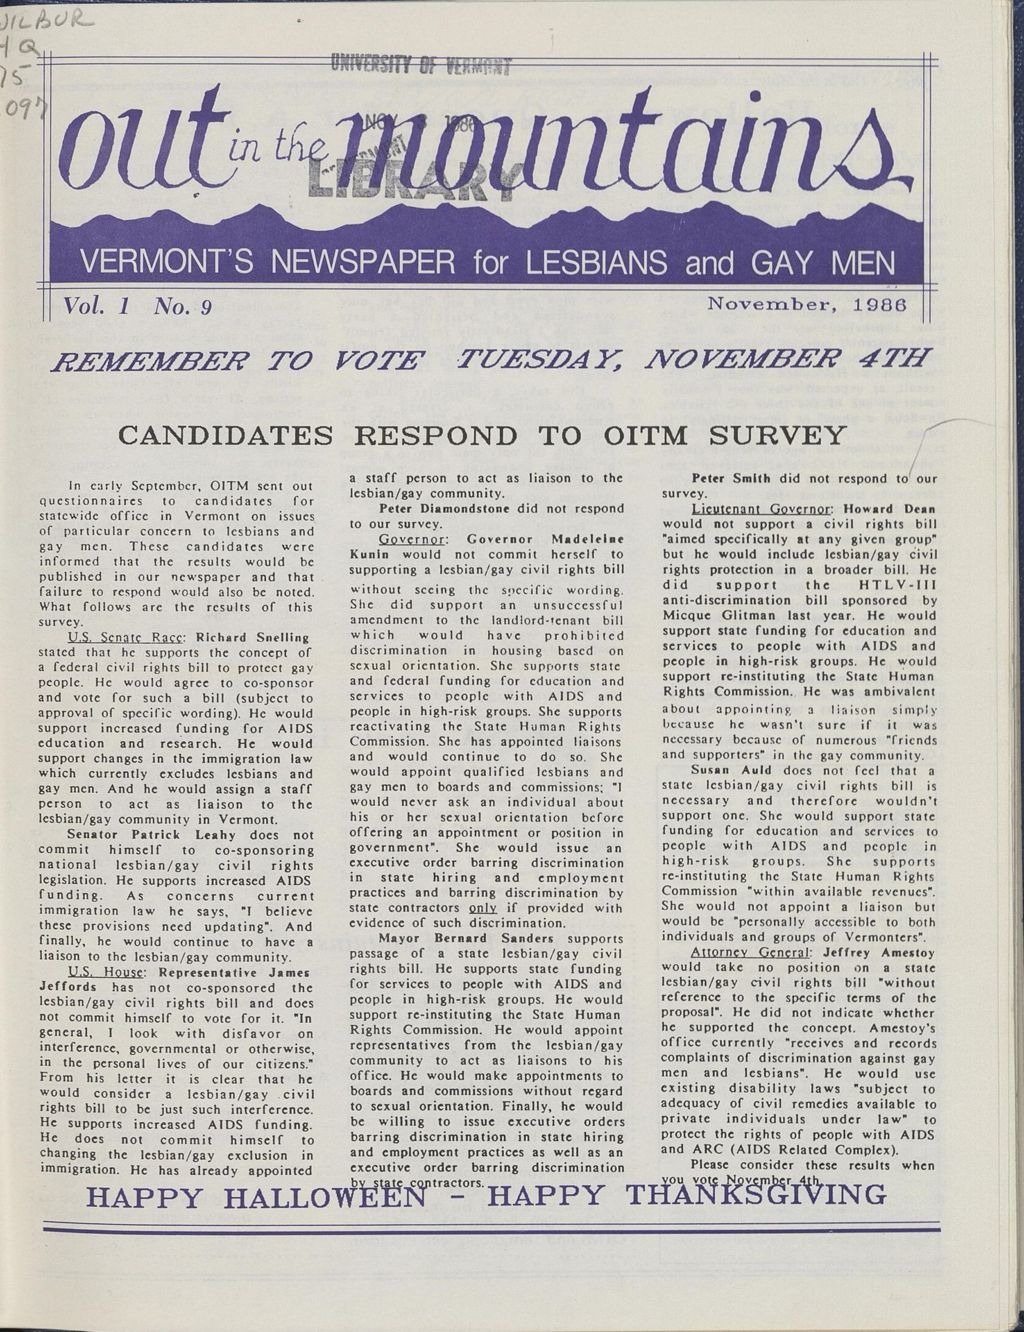 WILBUR
HQ
75
.O97
UNIVERSITY OF VERMONT
NOV 3 1986
VERMONT
LIBRARY
out in the mountains
VERMONT'S NEWSPAPER for LESBIANS and GAY MEN
Vol. 1 No. 9
November, 1986
REMEMBER TO VOTE TUESDAY, NOVEMBER 4TH
CANDIDATES RESPOND TO OITM SURVEY
In early September, OITM sent out
questionnaires to candidates for
statewide office in Vermont on issues
of particular concern to lesbians and
gay men. These candidates were
informed that the results would be
published in our newspaper and that
failure to respond would also be noted.
What follows are the results of this
survey.
U.S. Senate Race: Richard Snelling
stated that he supports the concept of
a federal civil rights bill to protect gay
people. He would agree to co-sponsor
and vote for such a bill (subject to
approval of specific wording). He would
support increased funding for AIDS
education and research. He would
support changes in the immigration law
which currently excludes lesbians and
gay men. And he would assign a staff
person to act as liaison to the
lesbian/gay community in Vermont.
Senator Patrick Leahy does not
commit himself to co-sponsoring
national lesbian/gay civil rights
legislation. He supports increased AIDS
funding. As concerns current
immigration law he says, "I believe
these provisions need updating". And
finally, he would continue to have a
liaison to the lesbian/gay community.
U.S. House: Representative James
Jeffords has not co-sponsored the
lesbian/gay civil rights bill and does
not commit himself to vote for it. "In
general, I look with disfavor on
interference, governmental or otherwise,
in the personal lives of our citizens."
From his letter it is clear that he
would consider a lesbian/gay civil
rights bill to be just such interference.
He supports increased AIDS funding.
He does not commit himself to
changing the lesbian/gay exclusion in
immigration. He has already appointed
a staff person to act as liaison to the
lesbian/gay community.
Peter Diamondstone did not respond
to our survey.
Governor: Governor Madeleine
Kunin would not commit herself to
supporting a lesbian/gay civil rights bill
without seeing the specific wording.
She did support an unsuccessful
amendment to the landlord-tenant bill
which would have prohibited
discrimination in housing based on
sexual orientation. She supports state
and federal funding for education and
services to people with AIDS and
people in high-risk groups. She supports
reactivating the State Human Rights
Commission. She has appointed liaisons
and would continue to do so. She
would appoint qualified lesbians and
gay men to boards and commissions; "I
would never ask an individual about
his or her sexual orientation before
offering an appointment or position in
government". She would issue an
executive order barring discrimination
in state hiring and employment
practices and barring discrimination by
state contractors only if provided with
evidence of such discrimination.
Mayor Bernard Sanders supports
passage of a state lesbian/gay civil
rights bill. He supports state funding
for services to people with AIDS and
people in high-risk groups. He would
support re-instituting the State Human
Rights Commission. He would appoint
representatives from the lesbian/gay
community to act as liaisons to his
office. He would make appointments to
boards and commissions without regard
to sexual orientation. Finally, he would
be willing to issue executive orders
barring discrimination in state hiring
and employment practices as well as an
executive order barring discrimination
by state contractors.
Peter Smith did not respond to our
survey.
Lieutenant Governor: Howard Dean
would not support a civil rights bill
"aimed specifically at any given group"
but he would include lesbian/gay civil
rights protection in a broader bill. He
did support the HTLV-III
anti-discrimination bill sponsored by
Micque Glitman last year. He would
support state funding for education and
services to people with AIDS and
people in high-risk groups. He would
support re-instituting the State Human
Rights Commission. He was ambivalent
about appointing a liaison simply
because he wasn't sure if it was
necessary because of numerous "friends
and supporters" in the gay community.
Susan Auld does not feel that a
state lesbian/gay civil rights bill is
necessary and therefore wouldn't
support one. She would support state
funding for education and services to
people with AIDS and people in
high-risk groups. She supports
re-instituting the State Human Rights
Commission "within available revenues".
She would not appoint a liaison but
would be "personally accessible to both
individuals and groups of Vermonters".
Attorney General: Jeffrey Amestoy
would take no position on a state
lesbian/gay civil rights bill "without
reference to the specific terms of the
proposal". He did not indicate whether
he supported the concept. Amestoy's
office currently "receives and records
complaints of discrimination against gay
men and lesbians". He would use
existing disability laws "subject to
adequacy of civil remedies available to
private individuals under law" to
protect the rights of people with AIDS
and ARC (AIDS Related Complex).
Please consider these results when
you vote November 4th.
HAPPY HALLOWEEN - HAPPY THANKSGIVING